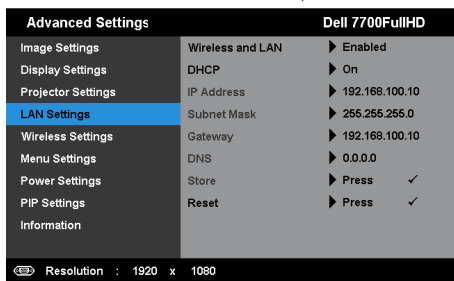 Advanced Settings Dell 7700FullHD
Image Settings Wireless and LAN Enabled
Display Settings DHCP On
Projector Settings IP Address 192.168.100.10
LAN Settings Subnet Mask 255.255.255.0
Wireless Settings Gateway 192.168.100.10
Menu Settings DNS 0.0.0.0
Power Settings Store Press ✓
PIP Settings Reset Press ✓
Information
Resolution : 1920 x 1080